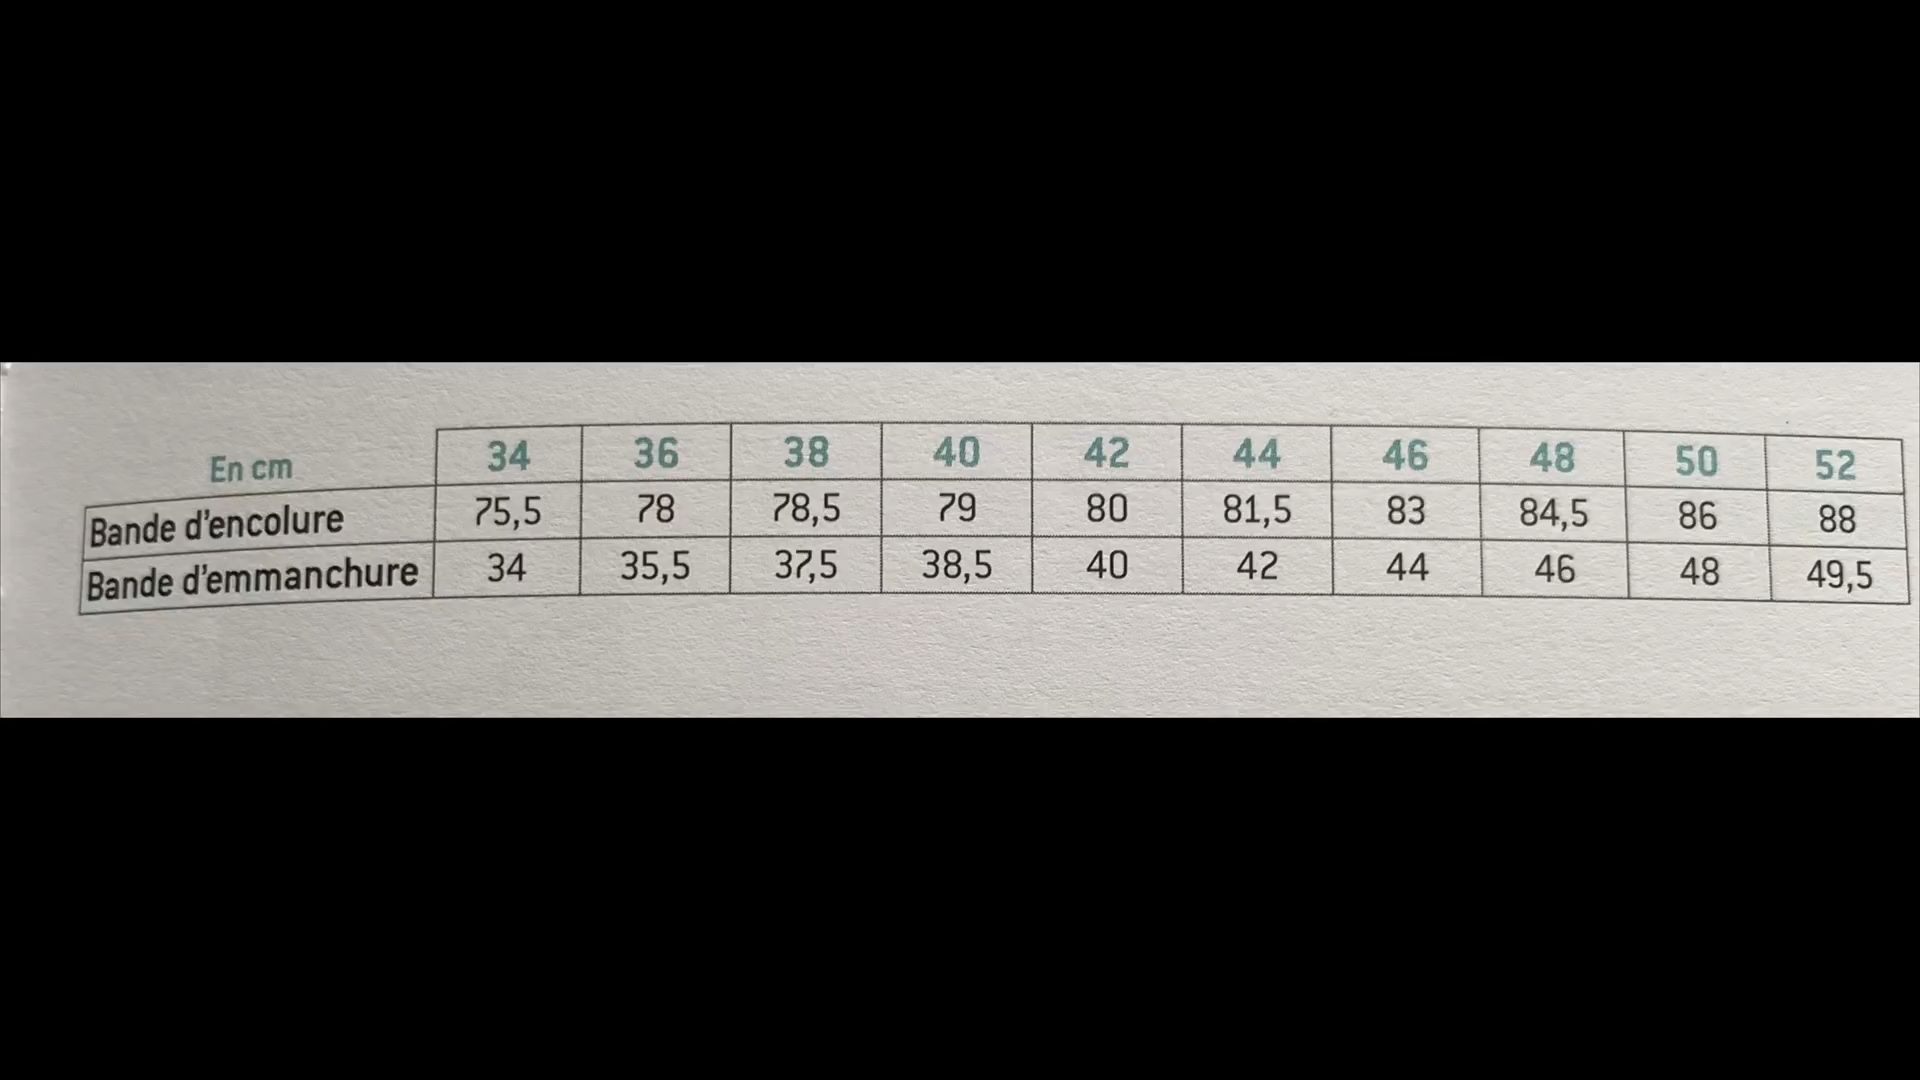 En cm 34 36 38 40 42 44 46 48 50 52
Bande d'encolure 75,5 78 78,5 79 80 81,5 83 84,5 86 88
Bande d'emmanchure 34 35,5 37,5 38,5 40 42 44 46 48 49,5